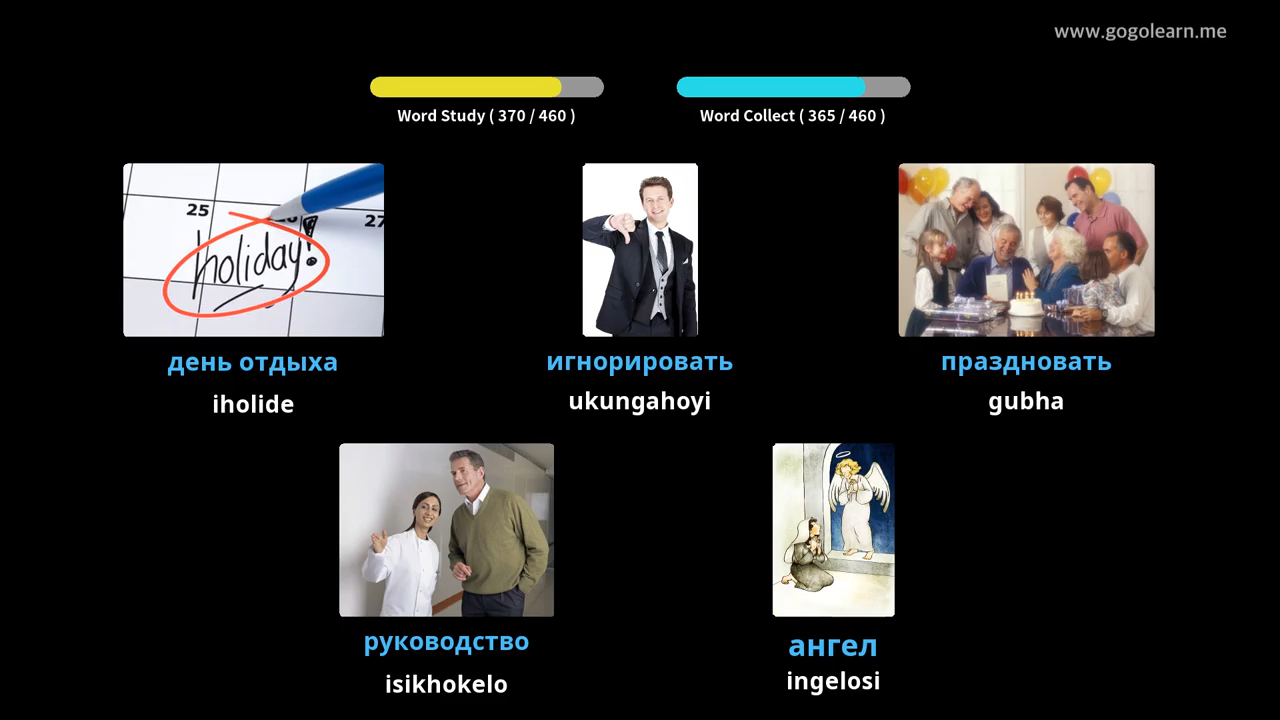 www.gogolearn.me
Word Study ( 370 / 460 )
Word Collect ( 365 / 460 )
25
27
holiday!
день отдыха
игнорировать
праздновать
iholide
ukungahoyi
gubha
руководство
ангел
isikhokelo
ingelosi